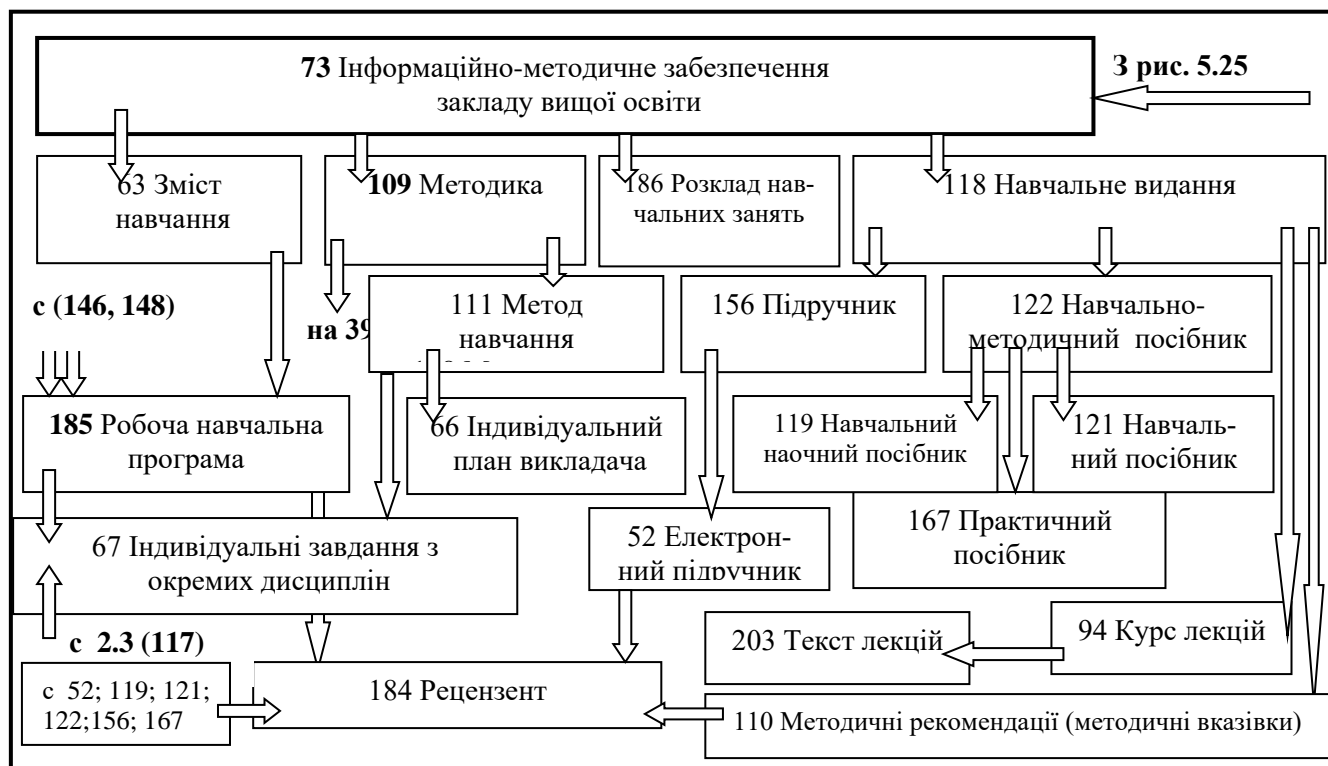 73 Інформаційно-методичне забезпечення
закладу вищої освіти
З рис. 5.25
63 Зміст
навчання
109 Методика
186 Розклад нав-
чальних занять
118 Навчальне видання
с (146, 148)
на 39
111 Метод
навчання
156 Підручник
122 Навчально-
методичний посібник
185 Робоча навчальна
програма
66 Індивідуальний
план викладача
119 Навчальний
наочний посібник
121 Навчаль-
ний посібник
67 Індивідуальні завдання з
окремих дисциплін
52 Електрон-
ний підручник
167 Практичний
посібник
с 2.3 (117)
203 Текст лекцій
94 Курс лекцій
с 52; 119; 121;
122;156; 167
184 Рецензент
110 Методичні рекомендації (методичні вказівки)